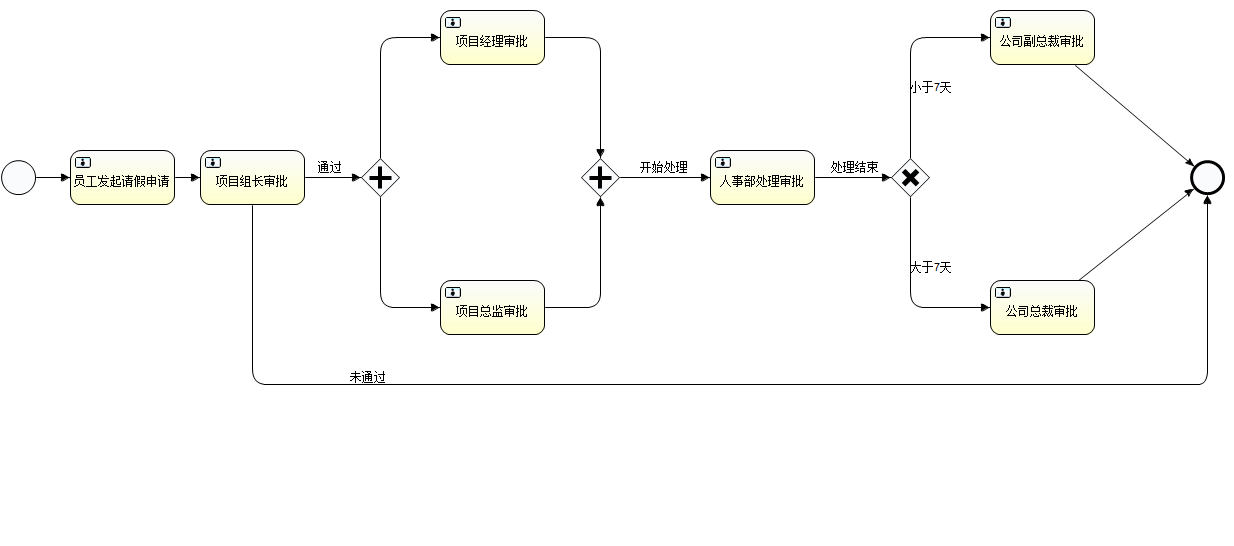 项目经理审批
公司副总裁审批
小于7天
员工发起请假申请
项目组长审批
通过
开始处理
人事部处理审批
处理结束
大于7天
项目总监审批
公司总裁审批
未通过